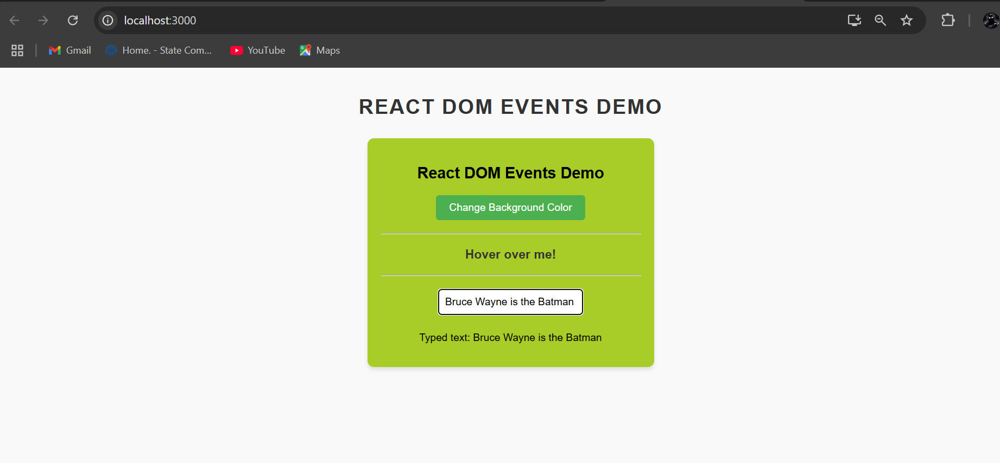 localhost:3000
Gmail
Home. - State Com...
YouTube
Maps
REACT DOM EVENTS DEMO
React DOM Events Demo
Change Background Color
Hover over me!
Bruce Wayne is the Batman
Typed text: Bruce Wayne is the Batman